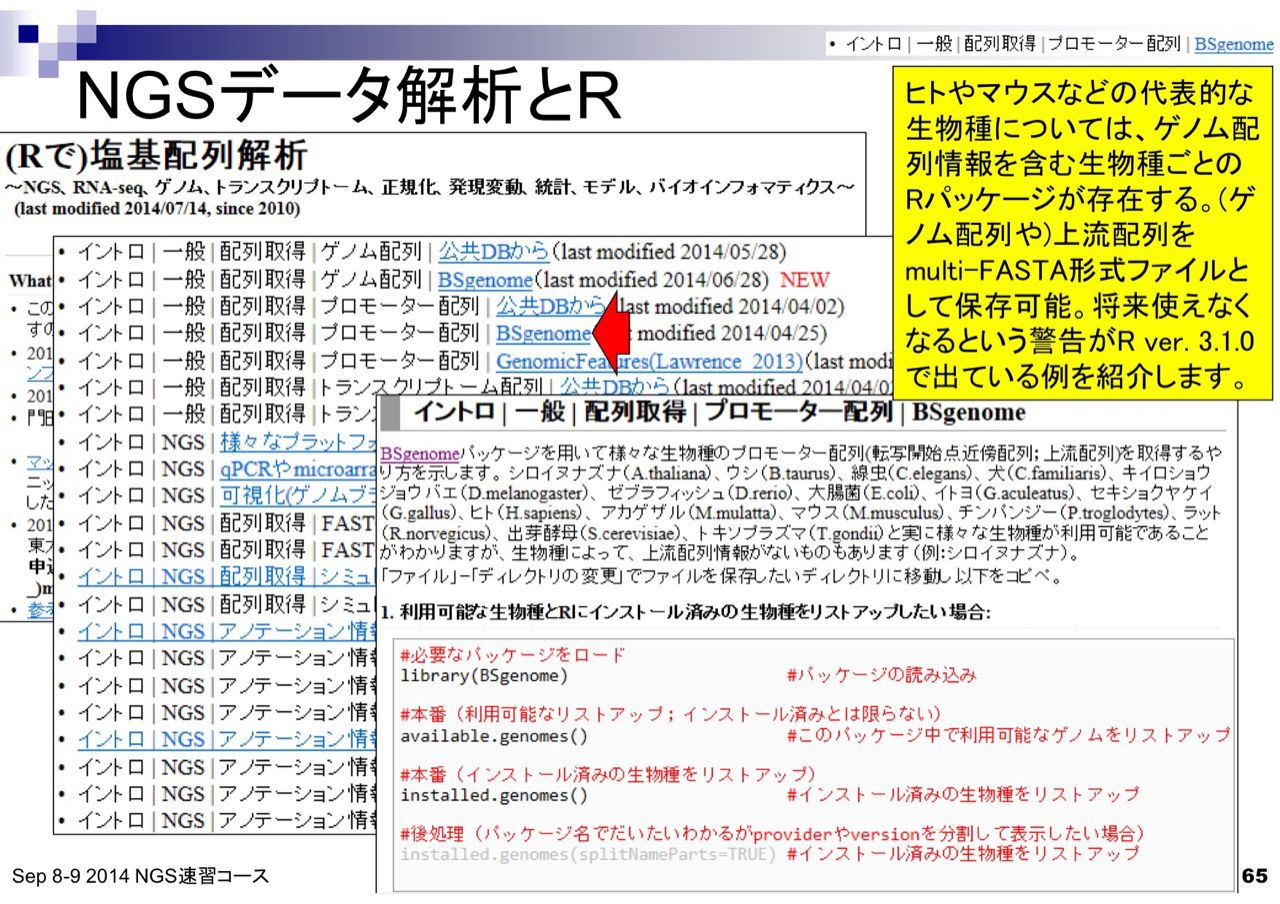 • イントロ | 一般 | 配列取得 | プロモーター配列 | BSgenome
NGSデータ解析とR
ヒトやマウスなどの代表的な
生物種については、ゲノム配
列情報を含む生物種ごとの
Rパッケージが存在する。(ゲ
ノム配列や)上流配列を
multi-FASTA形式ファイルと
して保存可能。将来使えなく
なるという警告がR ver. 3.1.0
で出ている例を紹介します。
(Rで)塩基配列解析
～NGS、RNA-seq、ゲノム、トランスクリプトーム、正規化、発現変動、統計、モデル、バイオインフォマティクス～
(last modified 2014/07/14, since 2010)
What
• この
すの
• 201
ンフ
• 201
• 門田
• マッ
ニッ
した
• 201
東大
申込
_)m
• 参考
• イントロ | 一般 | 配列取得 | ゲノム配列 | 公共DBから (last modified 2014/05/28)
• イントロ | 一般 | 配列取得 | ゲノム配列 | BSgenome (last modified 2014/06/28) NEW
• イントロ | 一般 | 配列取得 | プロモーター配列 | 公共DBから last modified 2014/04/02)
• イントロ | 一般 | 配列取得 | プロモーター配列 | BSgenome modified 2014/04/25)
• イントロ | 一般 | 配列取得 | プロモーター配列 | GenomicFeatures(Lawrence_2013) (last modi
• イントロ | 一般 | 配列取得 | トランスクリプトーム配列 | 公共DBから (last modified 2014/04/0
• イントロ | 一般 | 配列取得 | トラン
• イントロ | NGS | 様々なプラットフォ
• イントロ | NGS | qPCRやmicroarra
• イントロ | NGS | 可視化(ゲノムブラ
• イントロ | NGS | 配列取得 | FAST
• イントロ | NGS | 配列取得 | FAST
• イントロ | NGS | 配列取得 | シミュ
• イントロ | NGS | 配列取得 | シミュ
• イントロ | NGS | アノテーション情報
• イントロ | NGS | アノテーション情報
• イントロ | NGS | アノテーション情報
• イントロ | NGS | アノテーション情報
• イントロ | NGS | アノテーション情報
• イントロ | NGS | アノテーション情報
• イントロ | NGS | アノテーション情報
• イントロ | NGS | アノテーション情報
イントロ | 一般 | 配列取得 | プロモーター配列 | BSgenome
BSgenomeパッケージを用いて様々な生物種のプロモーター配列(転写開始点近傍配列; 上流配列)を取得するや
り方を示します。シロイヌナズナ(A.thaliana)、ウシ(B.taurus)、線虫(C.elegans)、犬(C.familiaris)、キイロショウ
ジョウバエ(D.melanogaster)、ゼブラフィッシュ(D.rerio)、大腸菌(E.coli)、イトヨ(G.aculeatus)、セキショクヤケイ
(G.gallus)、ヒト(H.sapiens)、アカゲザル(M.mulatta)、マウス(M.musculus)、チンパンジー(P.troglodytes)、ラット
(R.norvegicus)、出芽酵母(S.cerevisiae)、トキソプラズマ(T.gondii)と実に様々な生物種が利用可能であること
がわかりますが、生物種によって、上流配列情報がないものもあります(例:シロイヌナズナ)。
「ファイル」-「ディレクトリの変更」でファイルを保存したいディレクトリに移動し以下をコピペ。
1. 利用可能な生物種とRにインストール済みの生物種をリストアップしたい場合:
#必要なパッケージをロード
library(BSgenome) #パッケージの読み込み
#本番（利用可能なリストアップ；インストール済みとは限らない）
available.genomes() #このパッケージ中で利用可能なゲノムをリストアップ
#本番（インストール済みの生物種をリストアップ）
installed.genomes() #インストール済みの生物種をリストアップ
#後処理（パッケージ名でだいたいわかるがproviderやversionを分割して表示したい場合）
installed.genomes(splitNameParts=TRUE) #インストール済みの生物種をリストアップ
Sep 8-9 2014 NGS速習コース
65